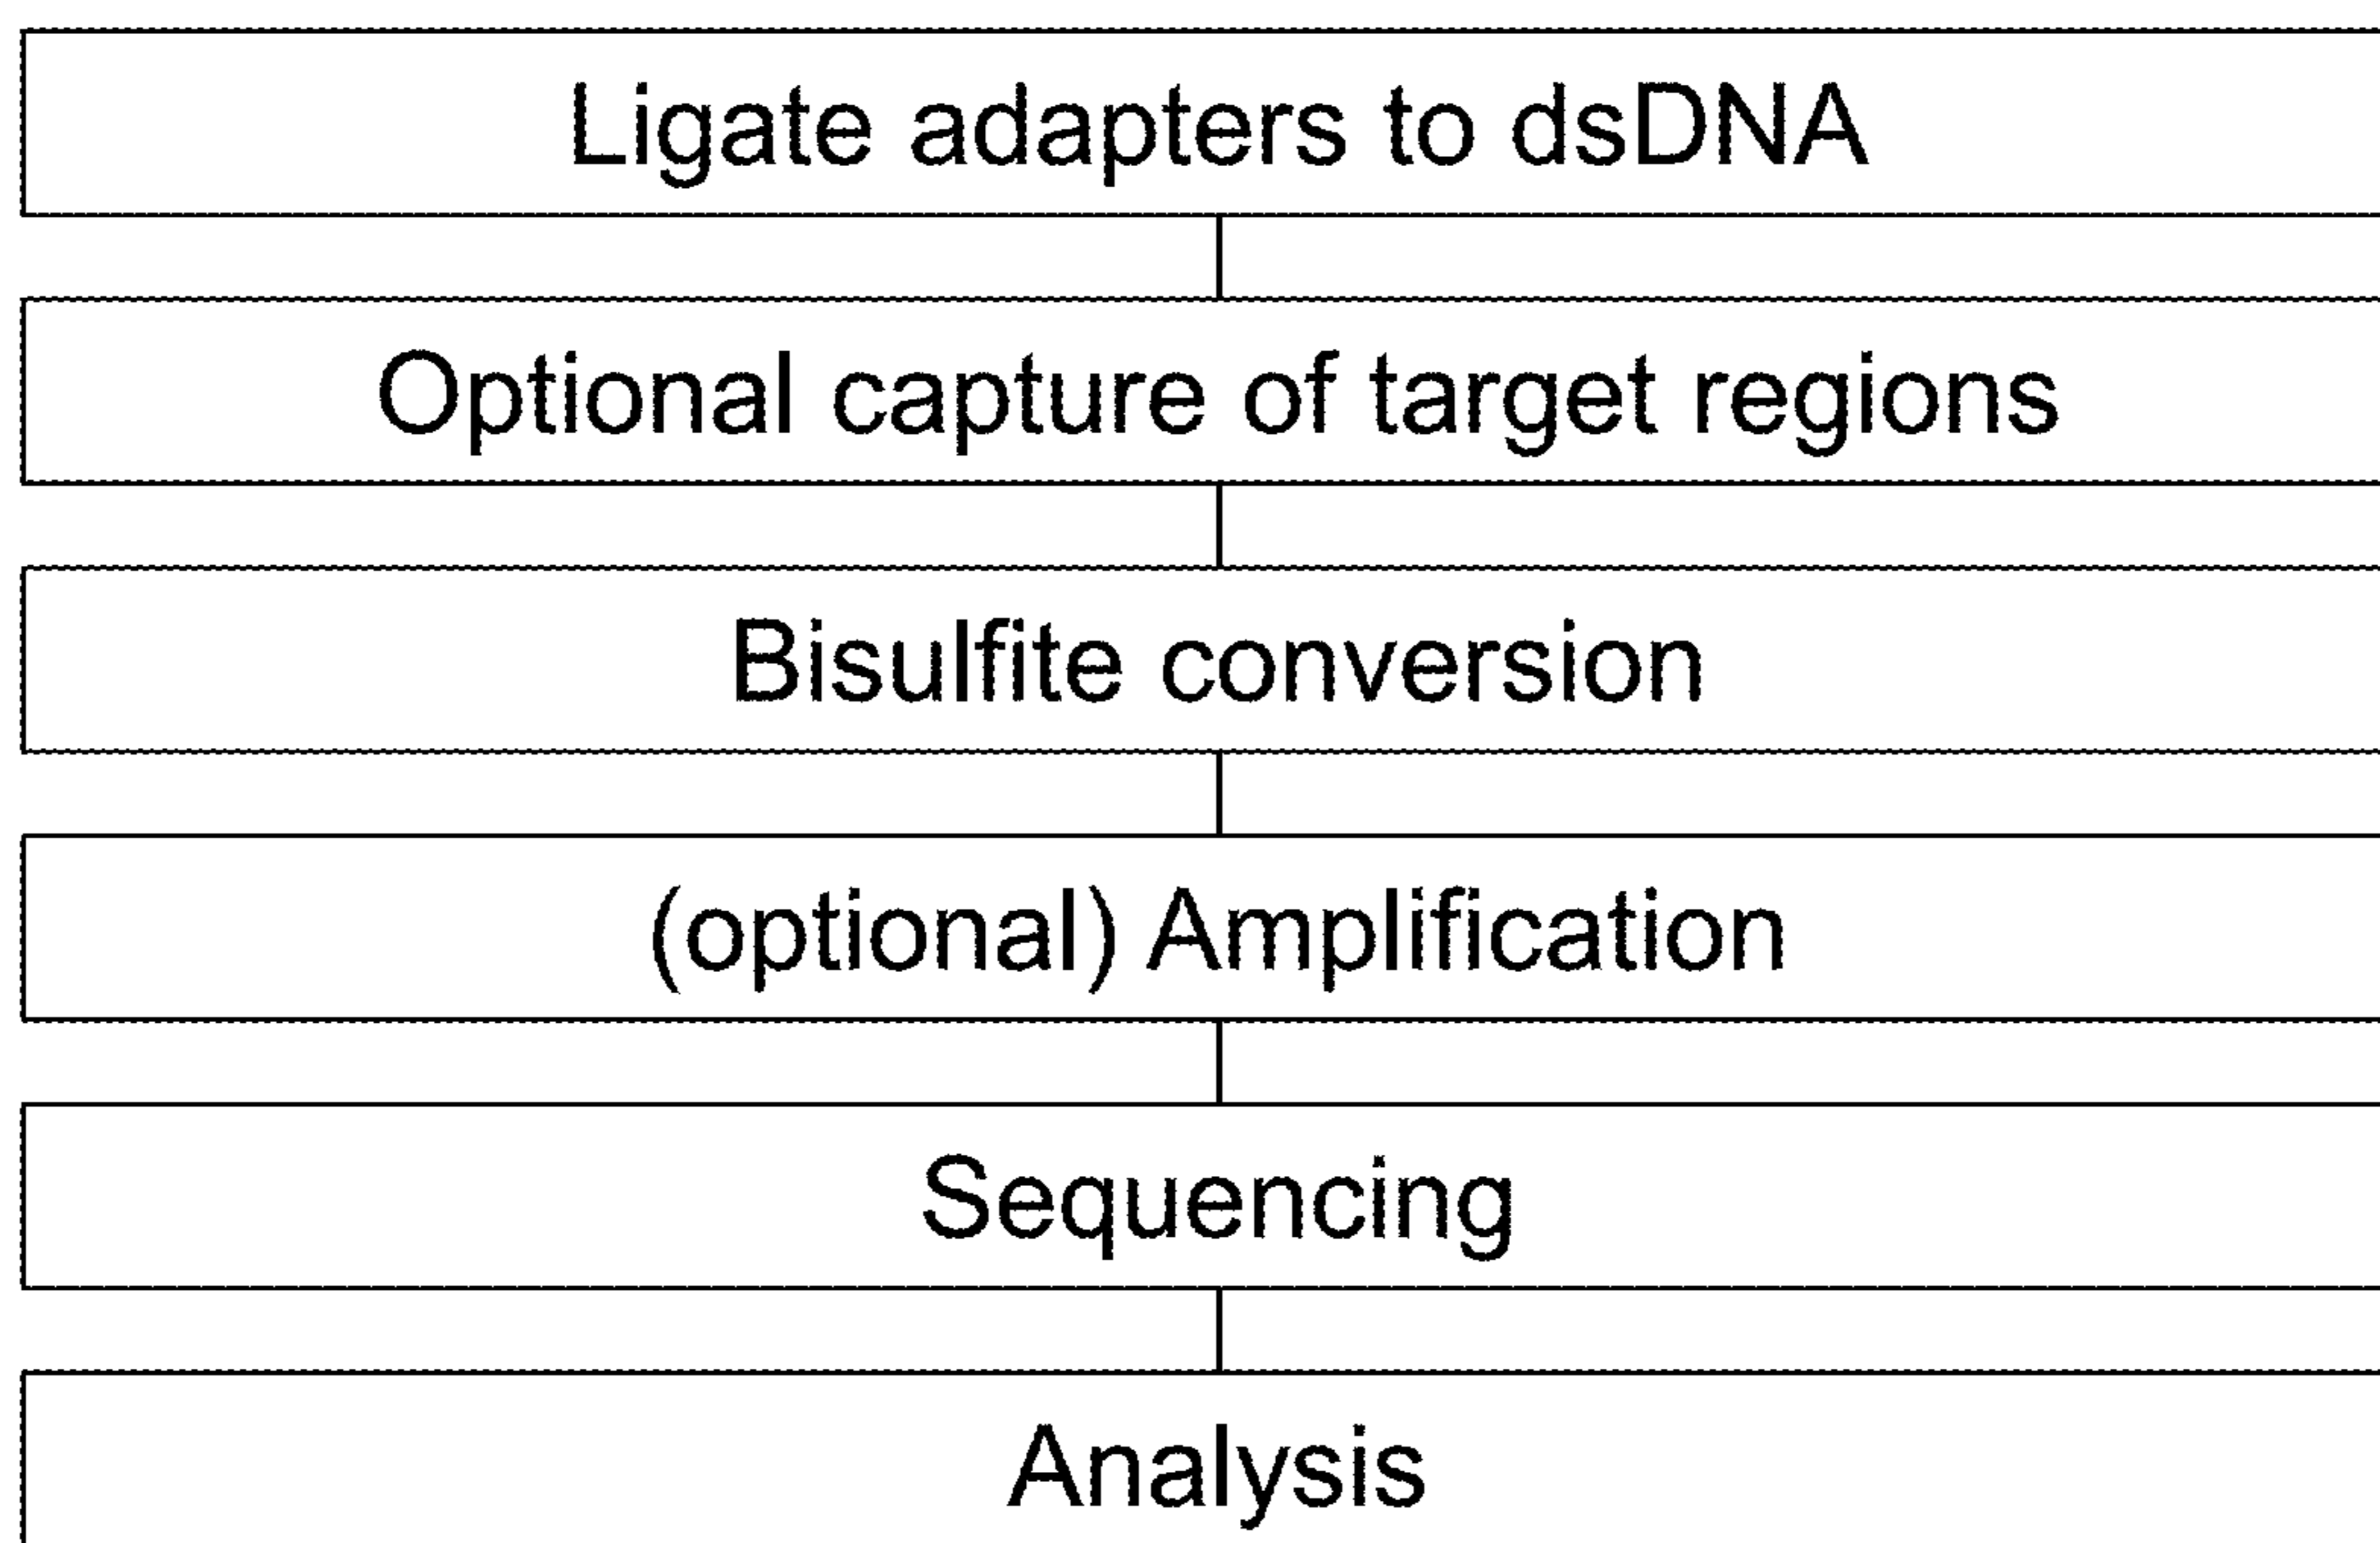 Ligate adapters to dsDNA
Optional capture of target regions
Bisulfite conversion
(optional) Amplification
Sequencing
Analysis